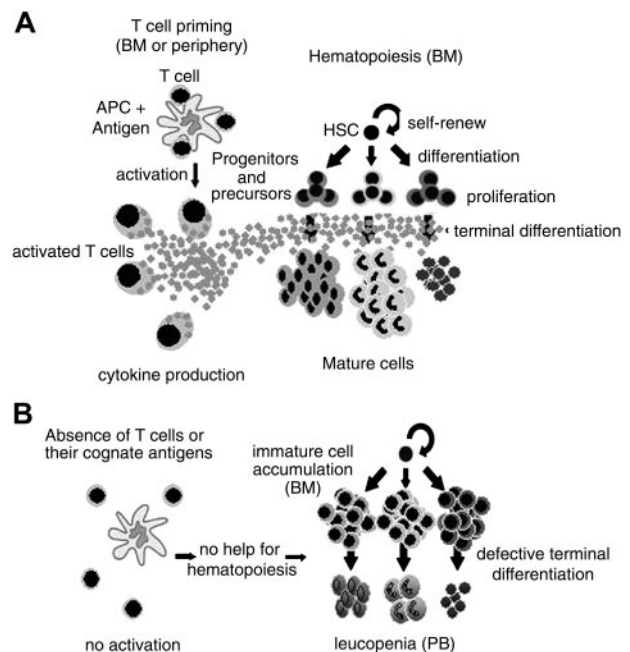 A
T cell priming
(BM or periphery)
T cell
APC +
Antigen
activation
activated T cells
cytokine production
Hematopoiesis (BM)
HSC
self-renew
differentiation
Progenitors
and
precursors
proliferation
terminal differentiation
Mature cells
B
Absence of T cells or
their cognate antigens
no activation
no help for
hematopoiesis
immature cell
accumulation
(BM)
defective terminal
differentiation
leucopenia (PB)